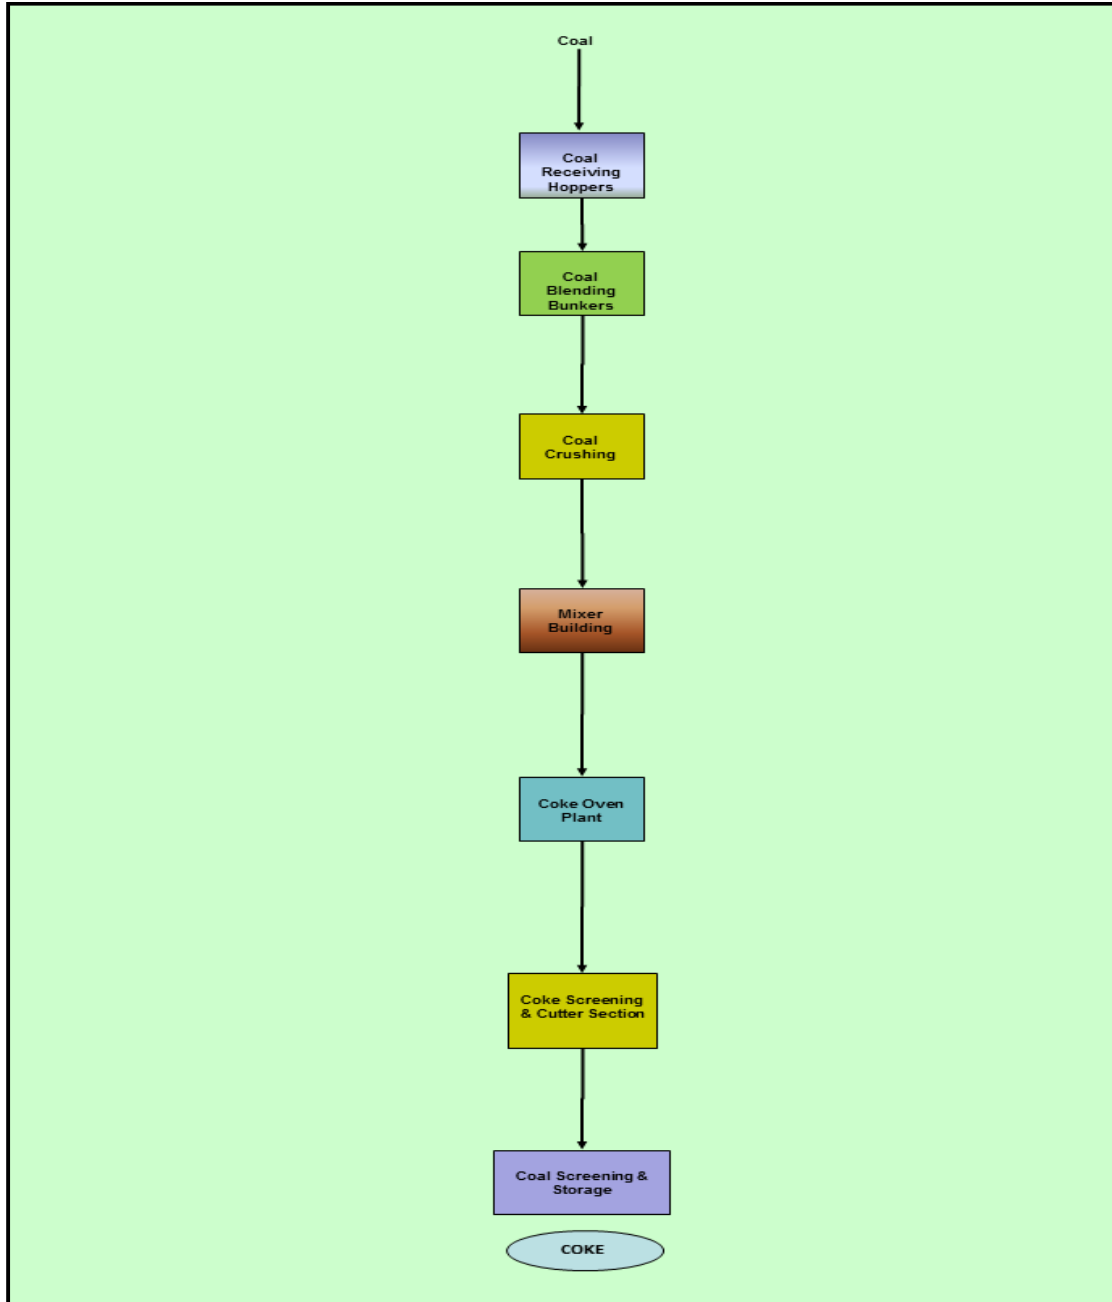 Coal
Coal
Receiving
Hoppers
Coal
Blending
Bunkers
Coal
Crushing
Mixer
Building
Coke Oven
Plant
Coke Screening
& Cutter Section
Coal Screening &
Storage
COKE